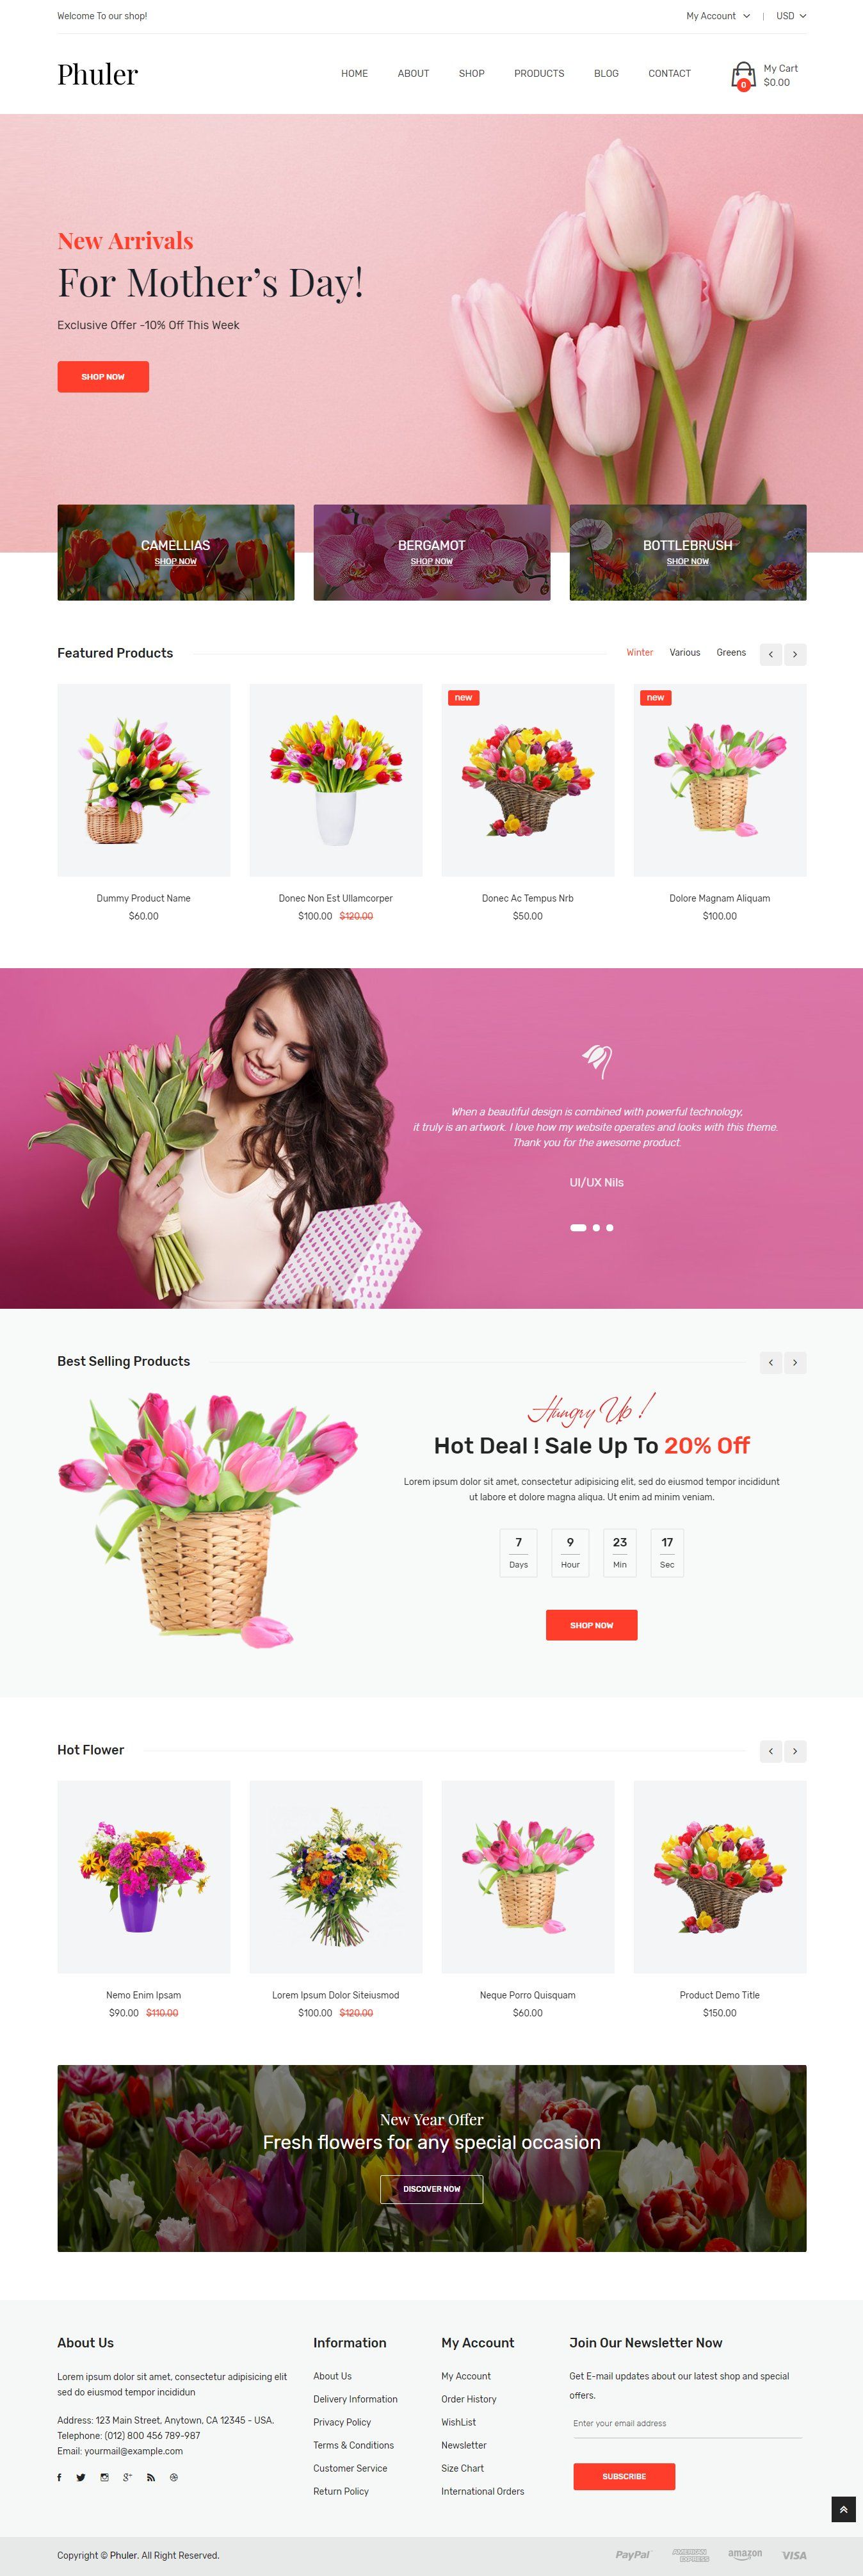 Welcome To our shop!
My Account | USD
Phuler
HOME ABOUT SHOP PRODUCTS BLOG CONTACT
0
My Cart
$0.00
New Arrivals
For Mother's Day!
Exclusive Offer -10% Off This Week
SHOP NOW
CAMELLIAS
SHOP NOW
BERGAMOT
SHOP NOW
BOTTLEBRUSH
SHOP NOW
Featured Products
Winter Various Greens
new
new
Dummy Product Name
$60.00
Donec Non Est Ullamcorper
$100.00 $120.00
Donec Ac Tempus Nrb
$50.00
Dolore Magnam Aliquam
$100.00
When a beautiful design is combined with powerful technology,
it truly is an artwork. I love how my website operates and looks with this theme.
Thank you for the awesome product.
UI/UX Nils
Best Selling Products
Hungry Up !
Hot Deal ! Sale Up To 20% Off
Lorem ipsum dolor sit amet, consectetur adipisicing elit, sed do eiusmod tempor incididunt
ut labore et dolore magna aliqua. Ut enim ad minim veniam.
7 9 23 17
Days Hour Min Sec
SHOP NOW
Hot Flower
Nemo Enim Ipsam
$90.00 $110.00
Lorem Ipsum Dolor Siteiusmod
$100.00 $120.00
Neque Porro Quisquam
$60.00
Product Demo Title
$150.00
New Year Offer
Fresh flowers for any special occasion
DISCOVER NOW
About Us
Lorem ipsum dolor sit amet, consectetur adipisicing elit
sed do eiusmod tempor incididun
Address: 123 Main Street, Anytown, CA 12345 - USA.
Telephone: (012) 800 456 789-987
Email: yourmail@example.com
Information
About Us
Delivery Information
Privacy Policy
Terms & Conditions
Customer Service
Return Policy
My Account
My Account
Order History
WishList
Newsletter
Size Chart
International Orders
Join Our Newsletter Now
Get E-mail updates about our latest shop and special
offers.
Enter your email address
SUBSCRIBE
Copyright © Phuler. All Right Reserved.
PayPal AMERICAN EXPRESS amazon VISA